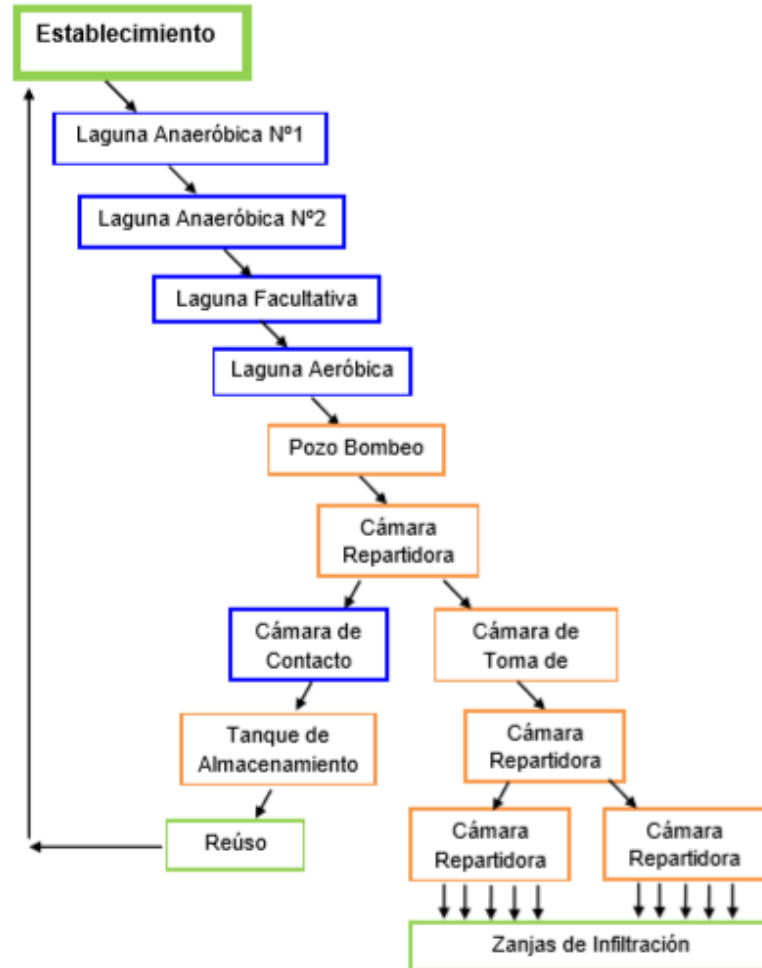 Establecimiento
Laguna Anaeróbica Nº1
Laguna Anaeróbica Nº2
Laguna Facultativa
Laguna Aeróbica
Pozo Bombeo
Cámara
Repartidora
Cámara de
Contacto
Cámara de
Toma de
Tanque de
Almacenamiento
Cámara
Repartidora
Reúso
Cámara
Repartidora
Cámara
Repartidora
Zanjas de Infiltración